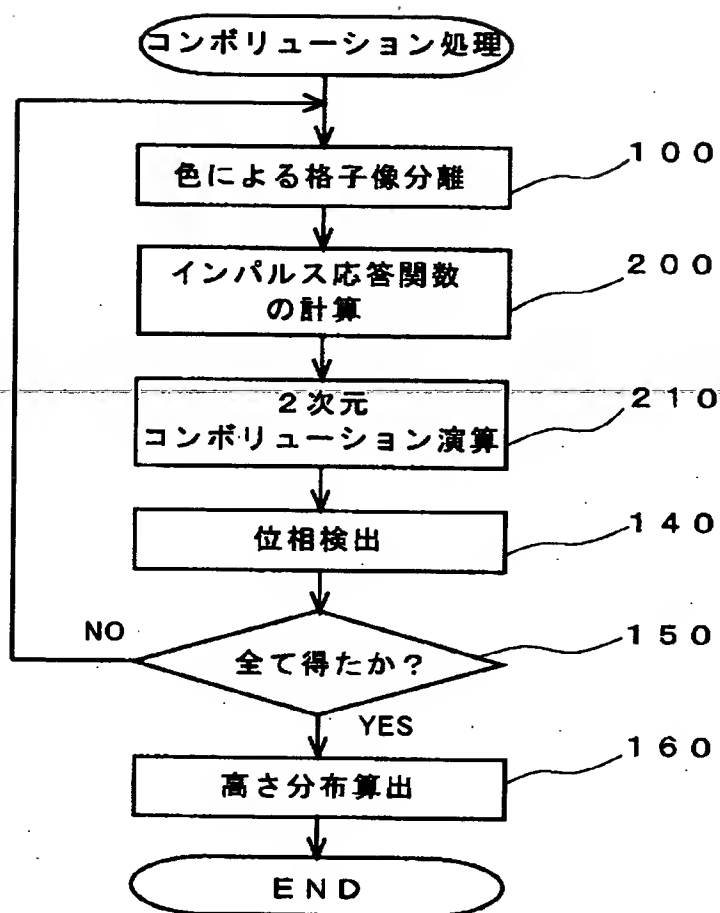 コンボリューション処理
色による格子像分離
100
インパルス応答関数
の計算
200
2次元
コンボリューション演算
210
位相検出
140
NO
全て得たか?
150
YES
高さ分布算出
160
END